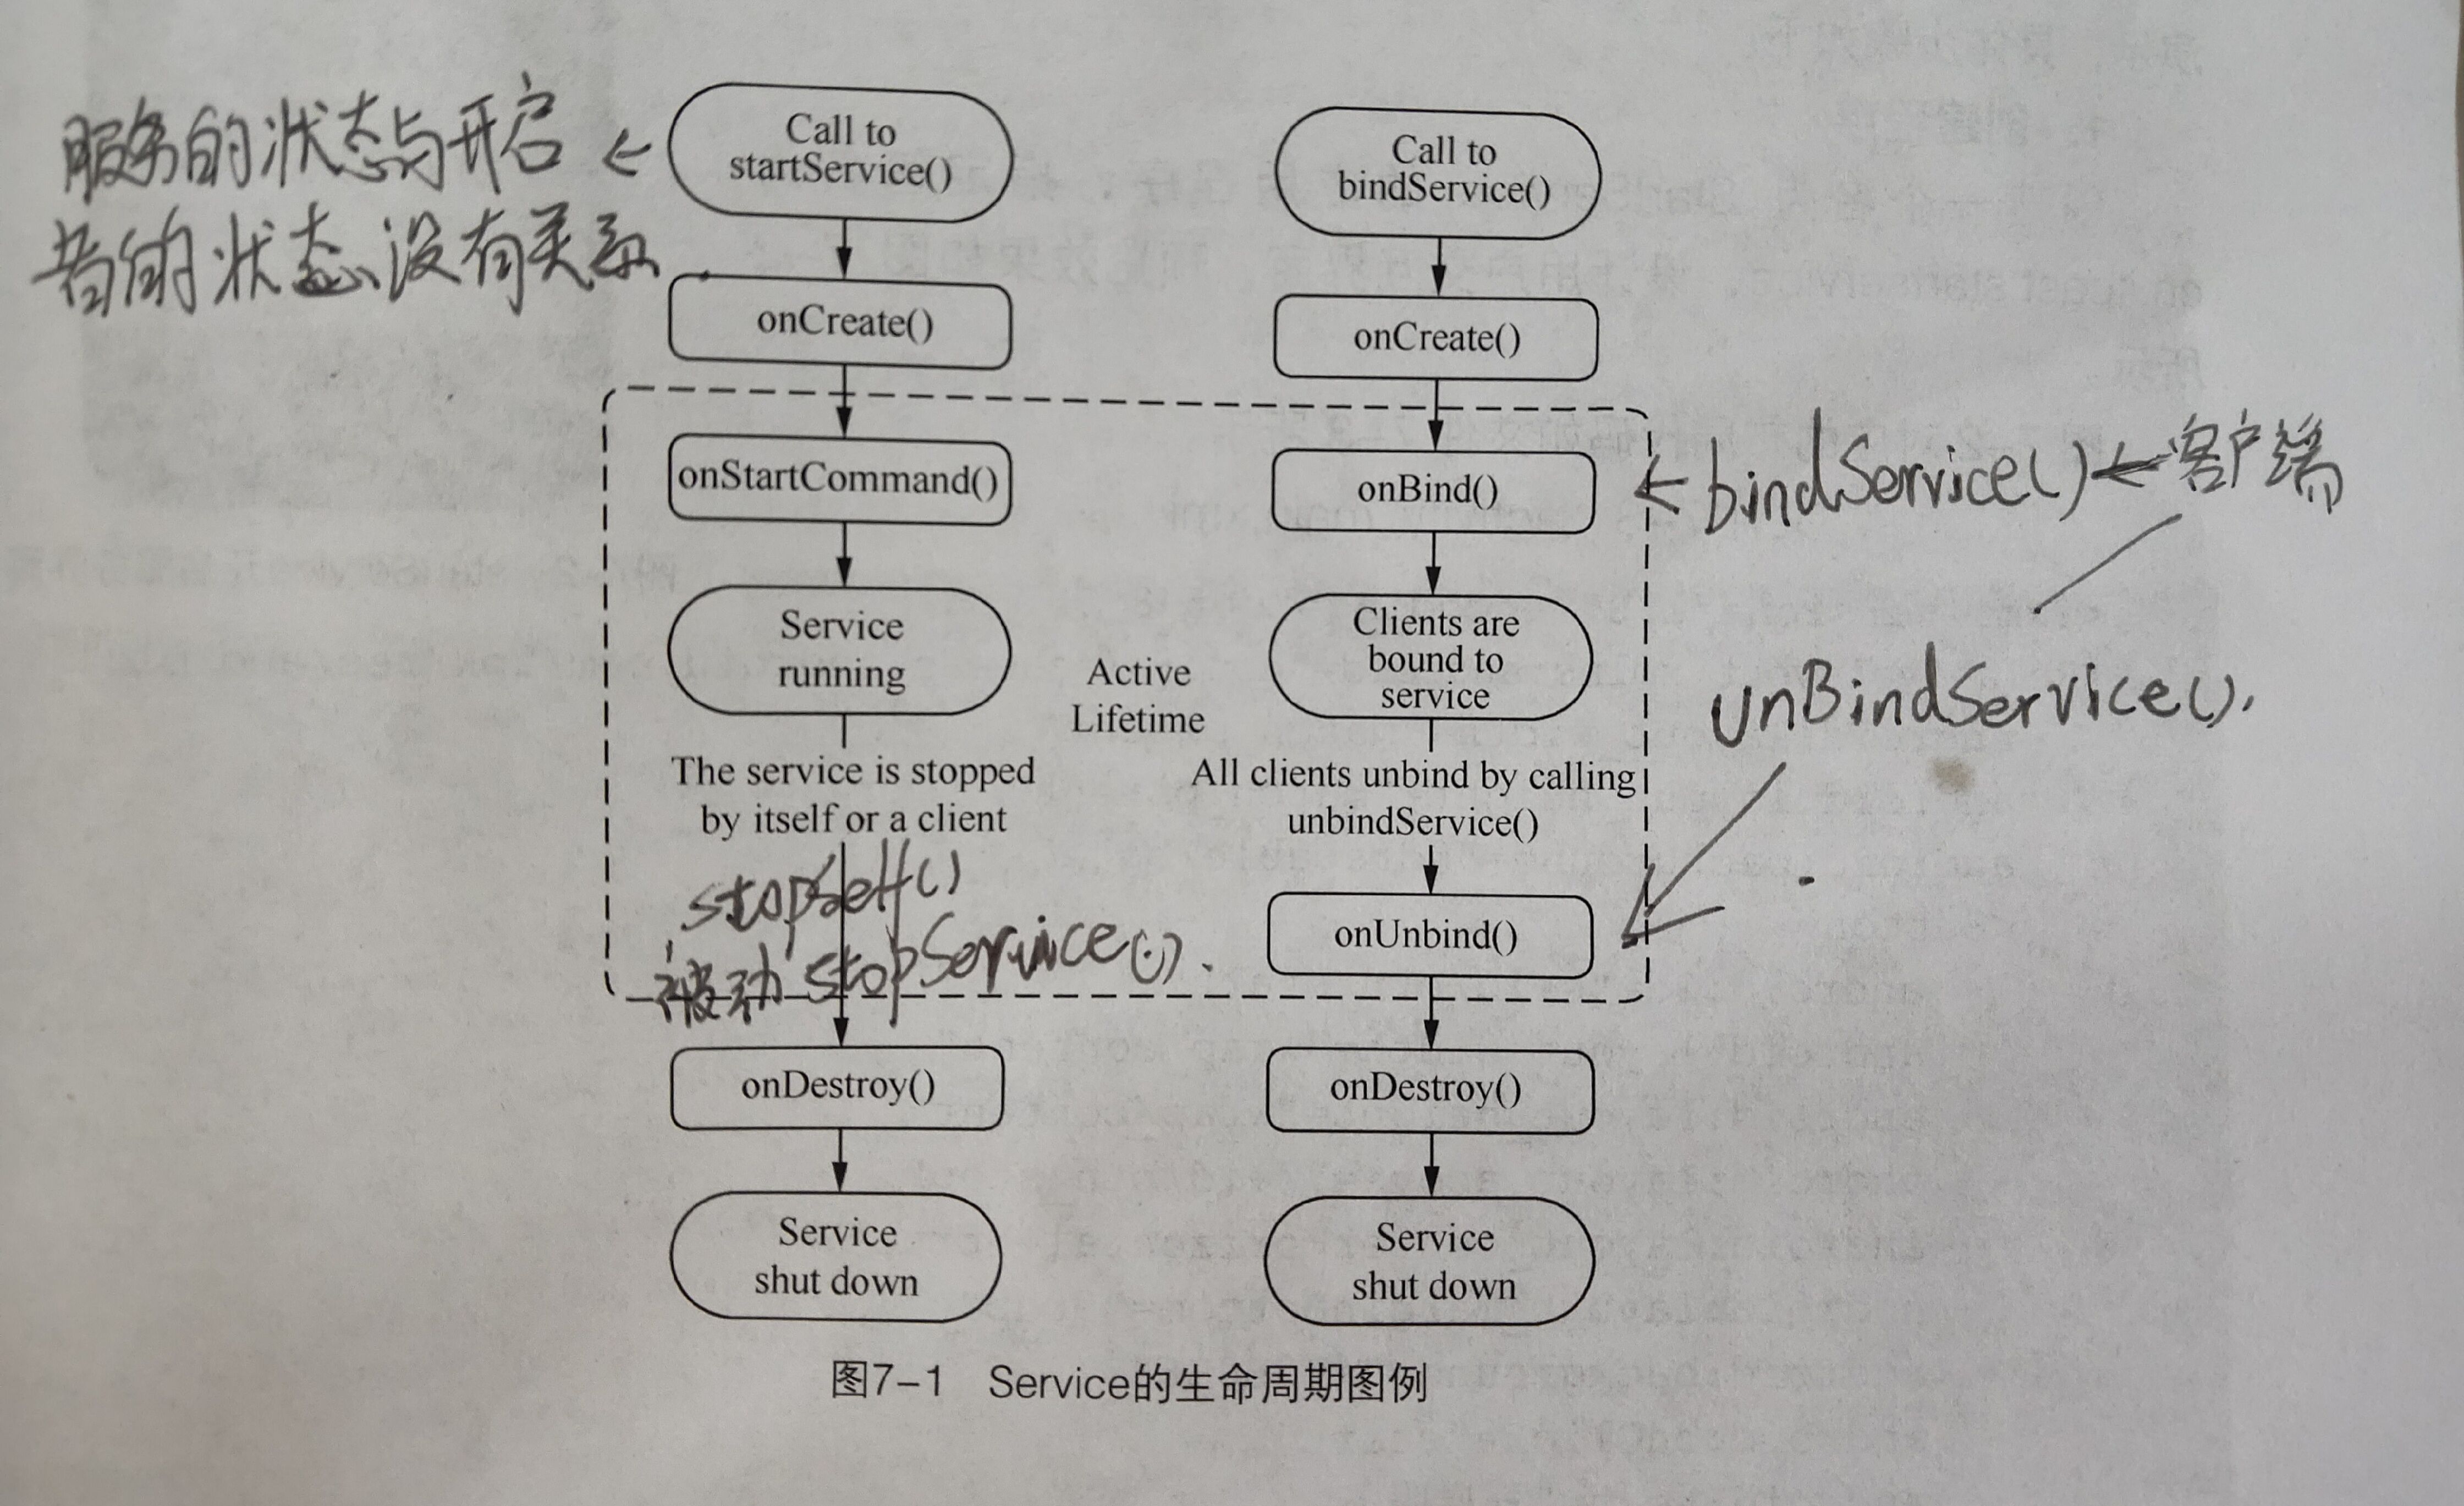 服务的状态与开启 ←
者的状态没有关系.
Call to
startService()
onCreate()
onStartCommand()
Service
running
The service is stopped
by itself or a client
stopself()
被动 stopService().
onDestroy()
Service
shut down
Active
Lifetime
Call to
bindService()
onCreate()
onBind()
← bindService() ← 客户端
Clients are
bound to
service
unBindService().
All clients unbind by calling
unbindService()
onUnbind()
onDestroy()
Service
shut down
图7-1 Service的生命周期图例